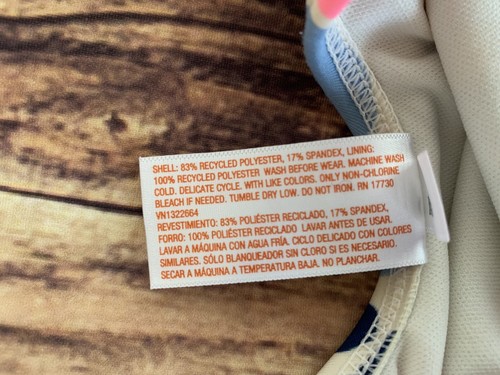 SHELL: 83% RECYCLED POLYESTER, 17% SPANDEX, LINING:
100% RECYCLED POLYESTER WASH BEFORE WEAR. MACHINE WASH
COLD. DELICATE CYCLE. WITH LIKE COLORS. ONLY NON-CHLORINE
BLEACH IF NEEDED. TUMBLE DRY LOW. DO NOT IRON. RN 17730
VN1322664
REVESTIMIENTO: 83% POLIÉSTER RECICLADO, 17% SPANDEX,
FORRO: 100% POLIÉSTER RECICLADO LAVAR ANTES DE USAR.
LAVAR A MÁQUINA CON AGUA FRÍA. CICLO DELICADO CON COLORES
SIMILARES. SÓLO BLANQUEADOR SIN CLORO SI ES NECESARIO.
SECAR A MÁQUINA A TEMPERATURA BAJA. NO PLANCHAR.